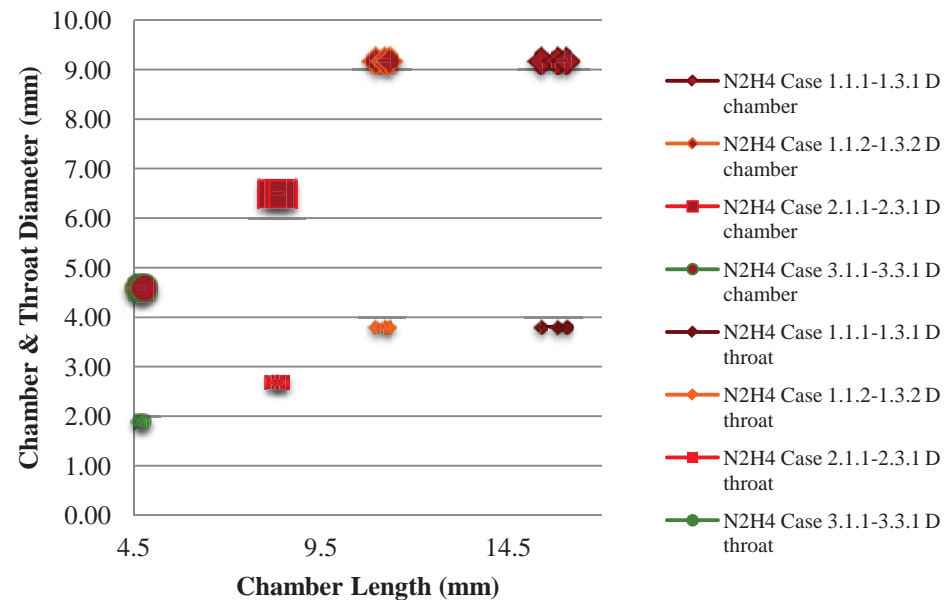 10.00
9.00
8.00
7.00
6.00
5.00
4.00
3.00
2.00
1.00
0.00
Chamber & Throat Diameter (mm)
4.5 9.5 14.5
Chamber Length (mm)
N2H4 Case 1.1.1-1.3.1 D
chamber
N2H4 Case 1.1.2-1.3.2 D
chamber
N2H4 Case 2.1.1-2.3.1 D
chamber
N2H4 Case 3.1.1-3.3.1 D
chamber
N2H4 Case 1.1.1-1.3.1 D
throat
N2H4 Case 1.1.2-1.3.2 D
throat
N2H4 Case 2.1.1-2.3.1 D
throat
N2H4 Case 3.1.1-3.3.1 D
throat